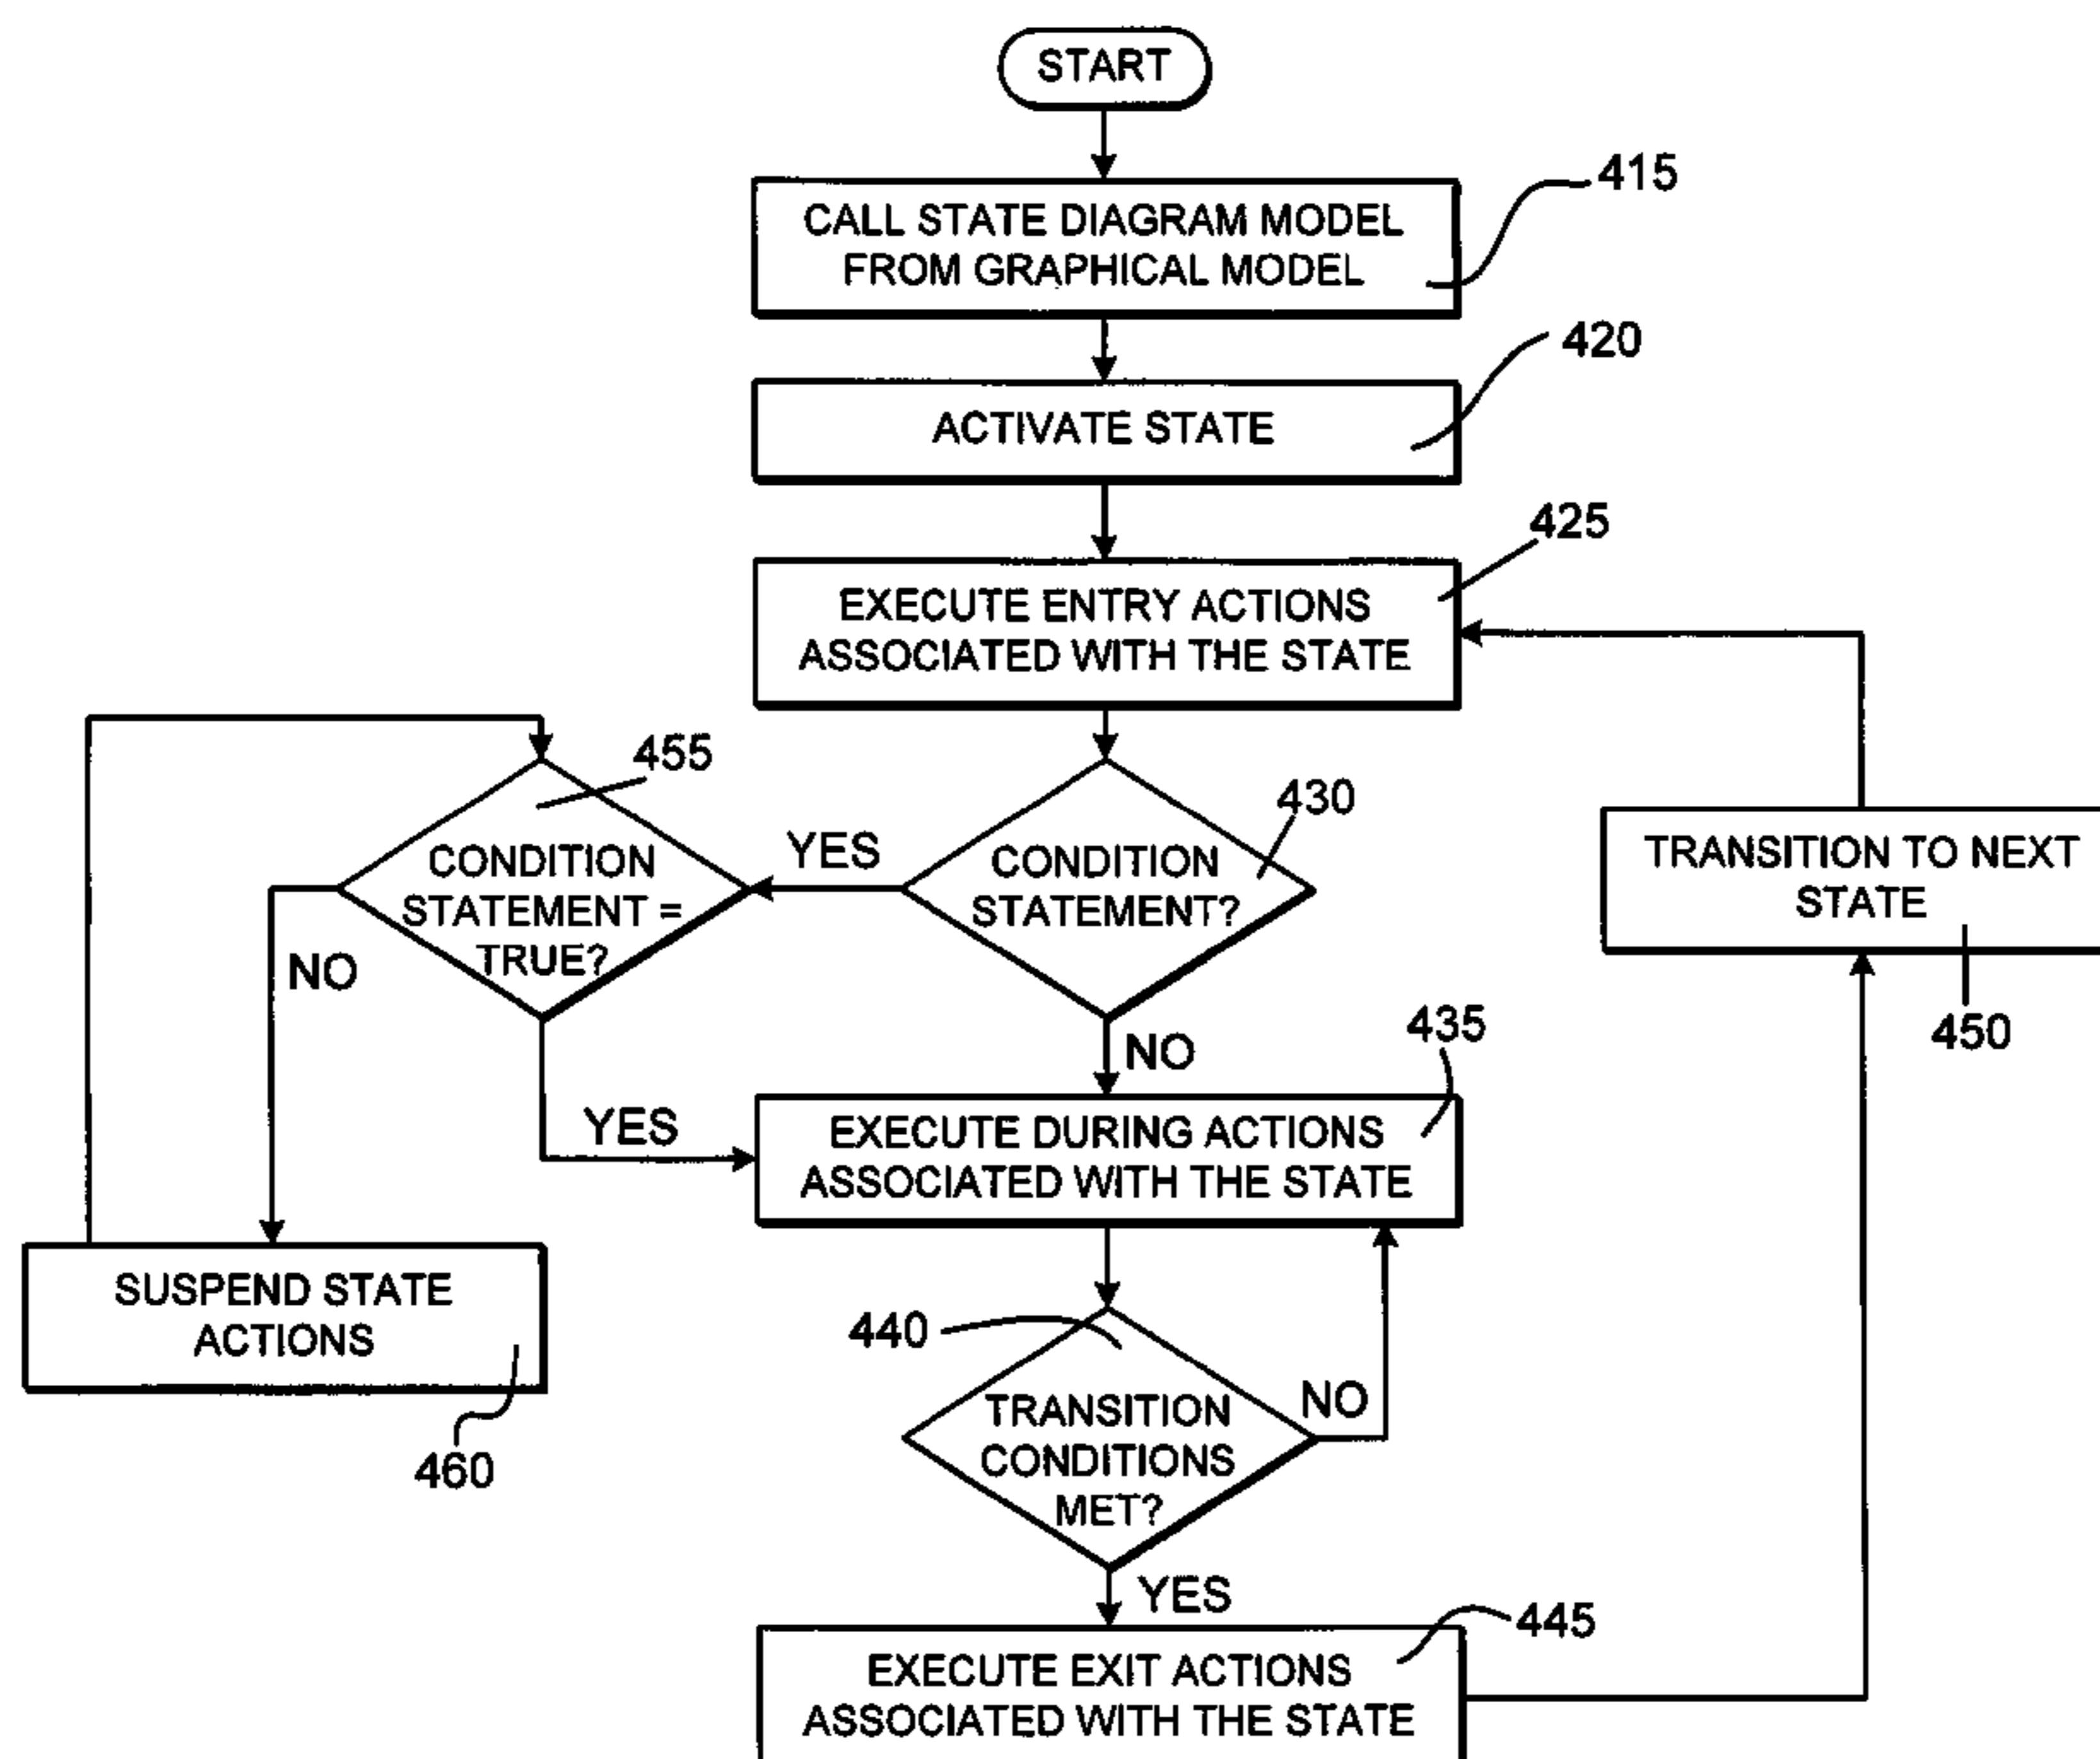 START
415
CALL STATE DIAGRAM MODEL
FROM GRAPHICAL MODEL
420
ACTIVATE STATE
425
EXECUTE ENTRY ACTIONS
ASSOCIATED WITH THE STATE
455
430
CONDITION
STATEMENT =
TRUE?
YES
CONDITION
STATEMENT?
TRANSITION TO NEXT
STATE
NO
450
435
NO
YES
EXECUTE DURING ACTIONS
ASSOCIATED WITH THE STATE
SUSPEND STATE
ACTIONS
440
460
TRANSITION
CONDITIONS
MET?
NO
YES
445
EXECUTE EXIT ACTIONS
ASSOCIATED WITH THE STATE